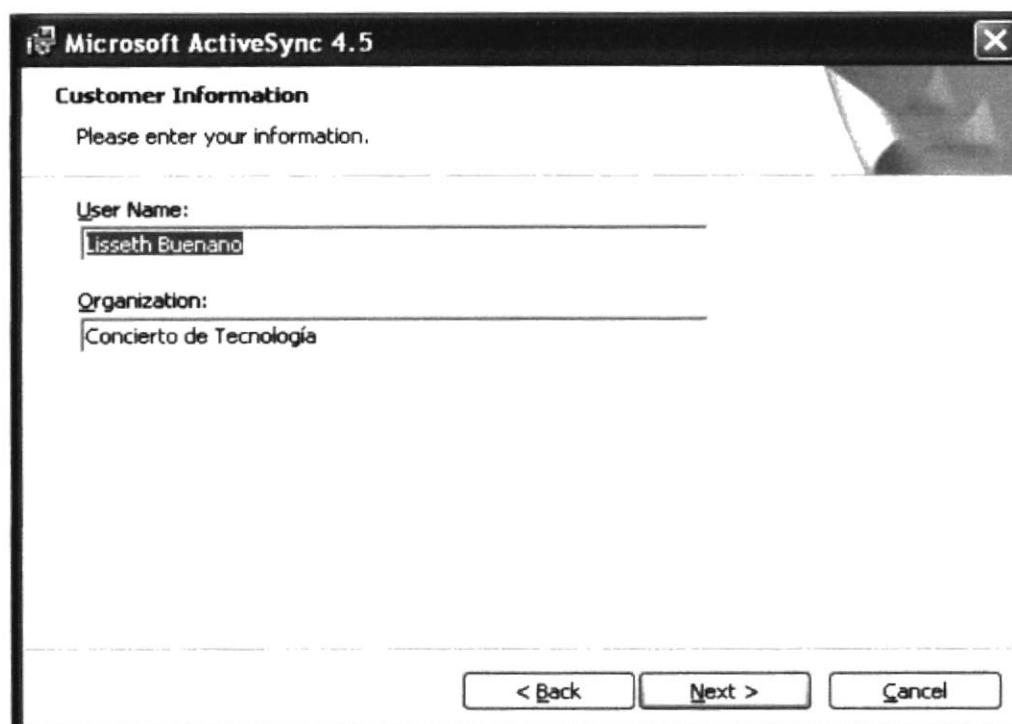 Microsoft ActiveSync 4.5
Customer Information
Please enter your information.
User Name:
Lisseth Buenano
Organization:
Concierto de Tecnología
< Back
Next >
Cancel